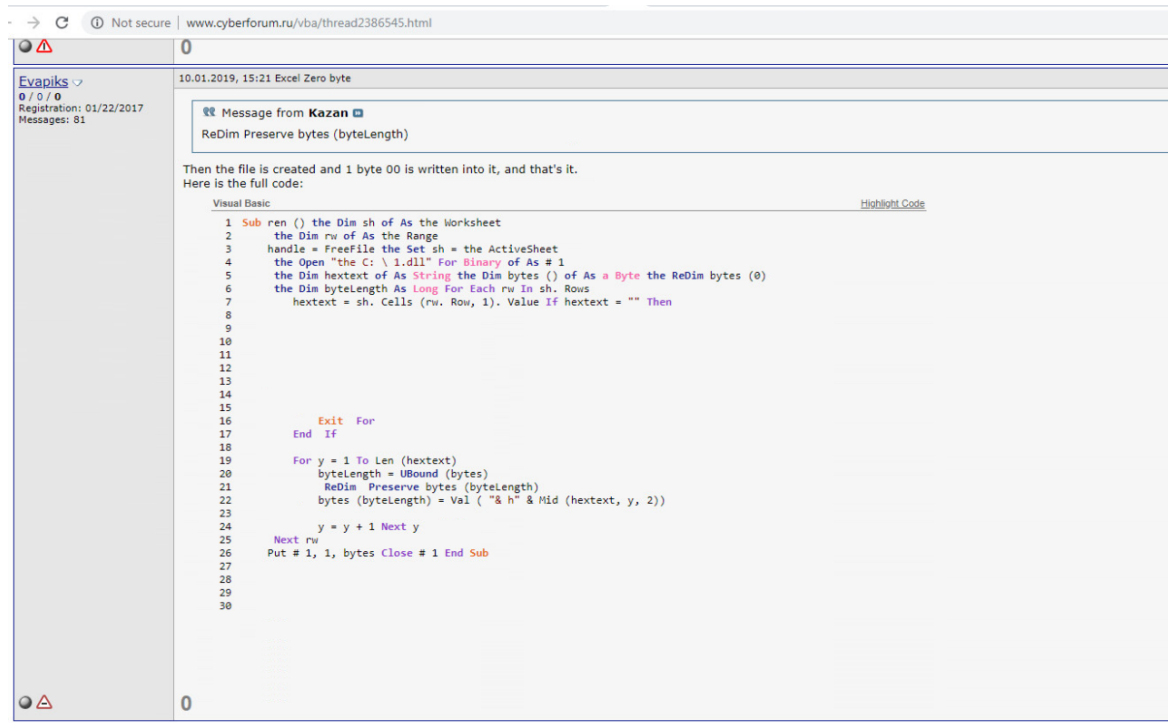 Not secure | www.cyberforum.ru/vba/thread2386545.html
0
Evapiks
0 / 0 / 0
Registration: 01/22/2017
Messages: 81
10.01.2019, 15:21 Excel Zero byte
Message from Kazan
ReDim Preserve bytes (byteLength)
Then the file is created and 1 byte 00 is written into it, and that's it.
Here is the full code:
Visual Basic Highlight Code
1 Sub ren () the Dim sh of As the Worksheet
2 the Dim rw of As the Range
3 handle = FreeFile the Set sh = the ActiveSheet
4 the Open "the C: \ 1.dll" For Binary of As # 1
5 the Dim hextext of As String the Dim bytes () of As a Byte the ReDim bytes (0)
6 the Dim byteLength As Long For Each rw In sh. Rows
7 hextext = sh. Cells (rw. Row, 1). Value If hextext = "" Then
8
9
10
11
12
13
14
15
16 Exit For
17 End If
18
19 For y = 1 To Len (hextext)
20 byteLength = UBound (bytes)
21 ReDim Preserve bytes (byteLength)
22 bytes (byteLength) = Val ( "& h" & Mid (hextext, y, 2))
23
24 y = y + 1 Next y
25 Next rw
26 Put # 1, 1, bytes Close # 1 End Sub
27
28
29
30
0